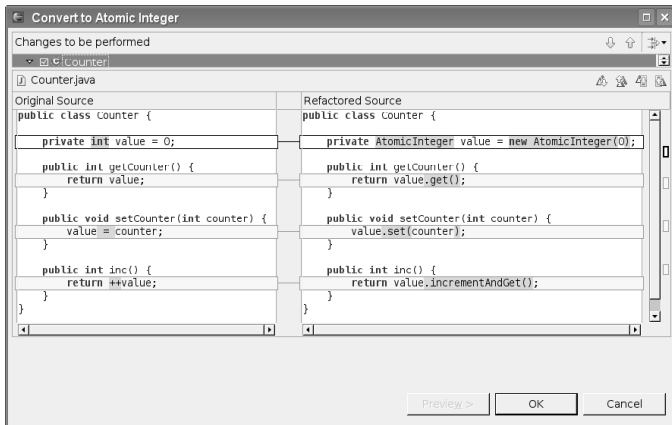 Convert to Atomic Integer
Changes to be performed
Counter
Counter.java
Original Source
Refactored Source
public class Counter {
private int value = 0;
public int getCounter() {
return value;
}
public void setCounter(int counter) {
value = counter;
}
public int inc() {
return ++value;
}
}
public class Counter {
private AtomicInteger value = new AtomicInteger(0);
public int getCounter() {
return value.get();
}
public void setCounter(int counter) {
value.set(counter);
}
public int inc() {
return value.incrementAndGet();
}
}
Preview >
OK
Cancel